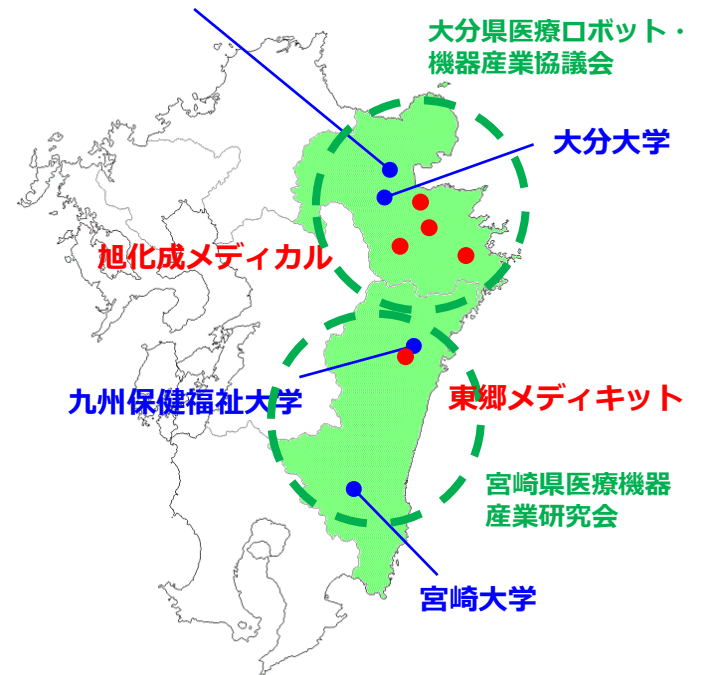 大分県医療ロボット・
機器産業協議会
大分大学
旭化成メディカル
九州保健福祉大学
東郷メディキット
宮崎県医療機器
産業研究会
宮崎大学